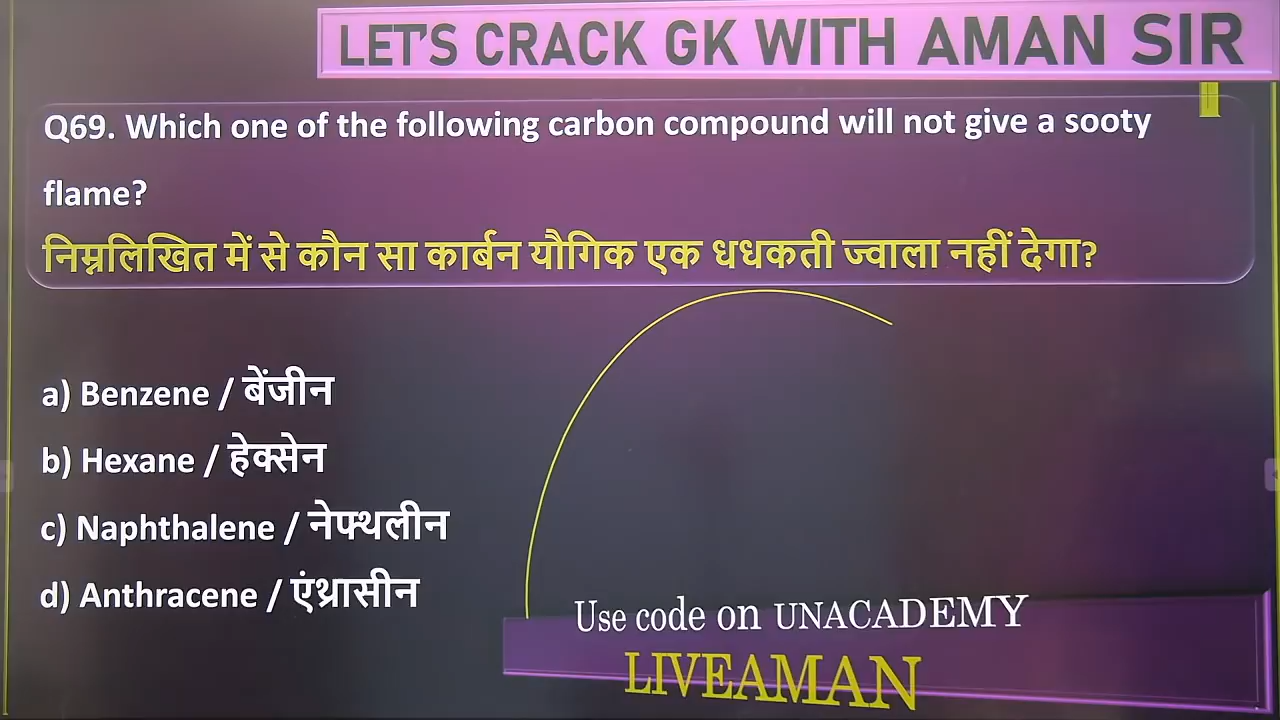 LET'S CRACK GK WITH AMAN SIR
Q69. Which one of the following carbon compound will not give a sooty
flame?
निम्नलिखित में से कौन सा कार्बन यौगिक एक धधकती ज्वाला नहीं देगा?
a) Benzene / बेंजीन
b) Hexane / हेक्सेन
c) Naphthalene / नेफ्थलीन
d) Anthracene / एंथ्रासीन
Use code on UNACADEMY
LIVEAMAN